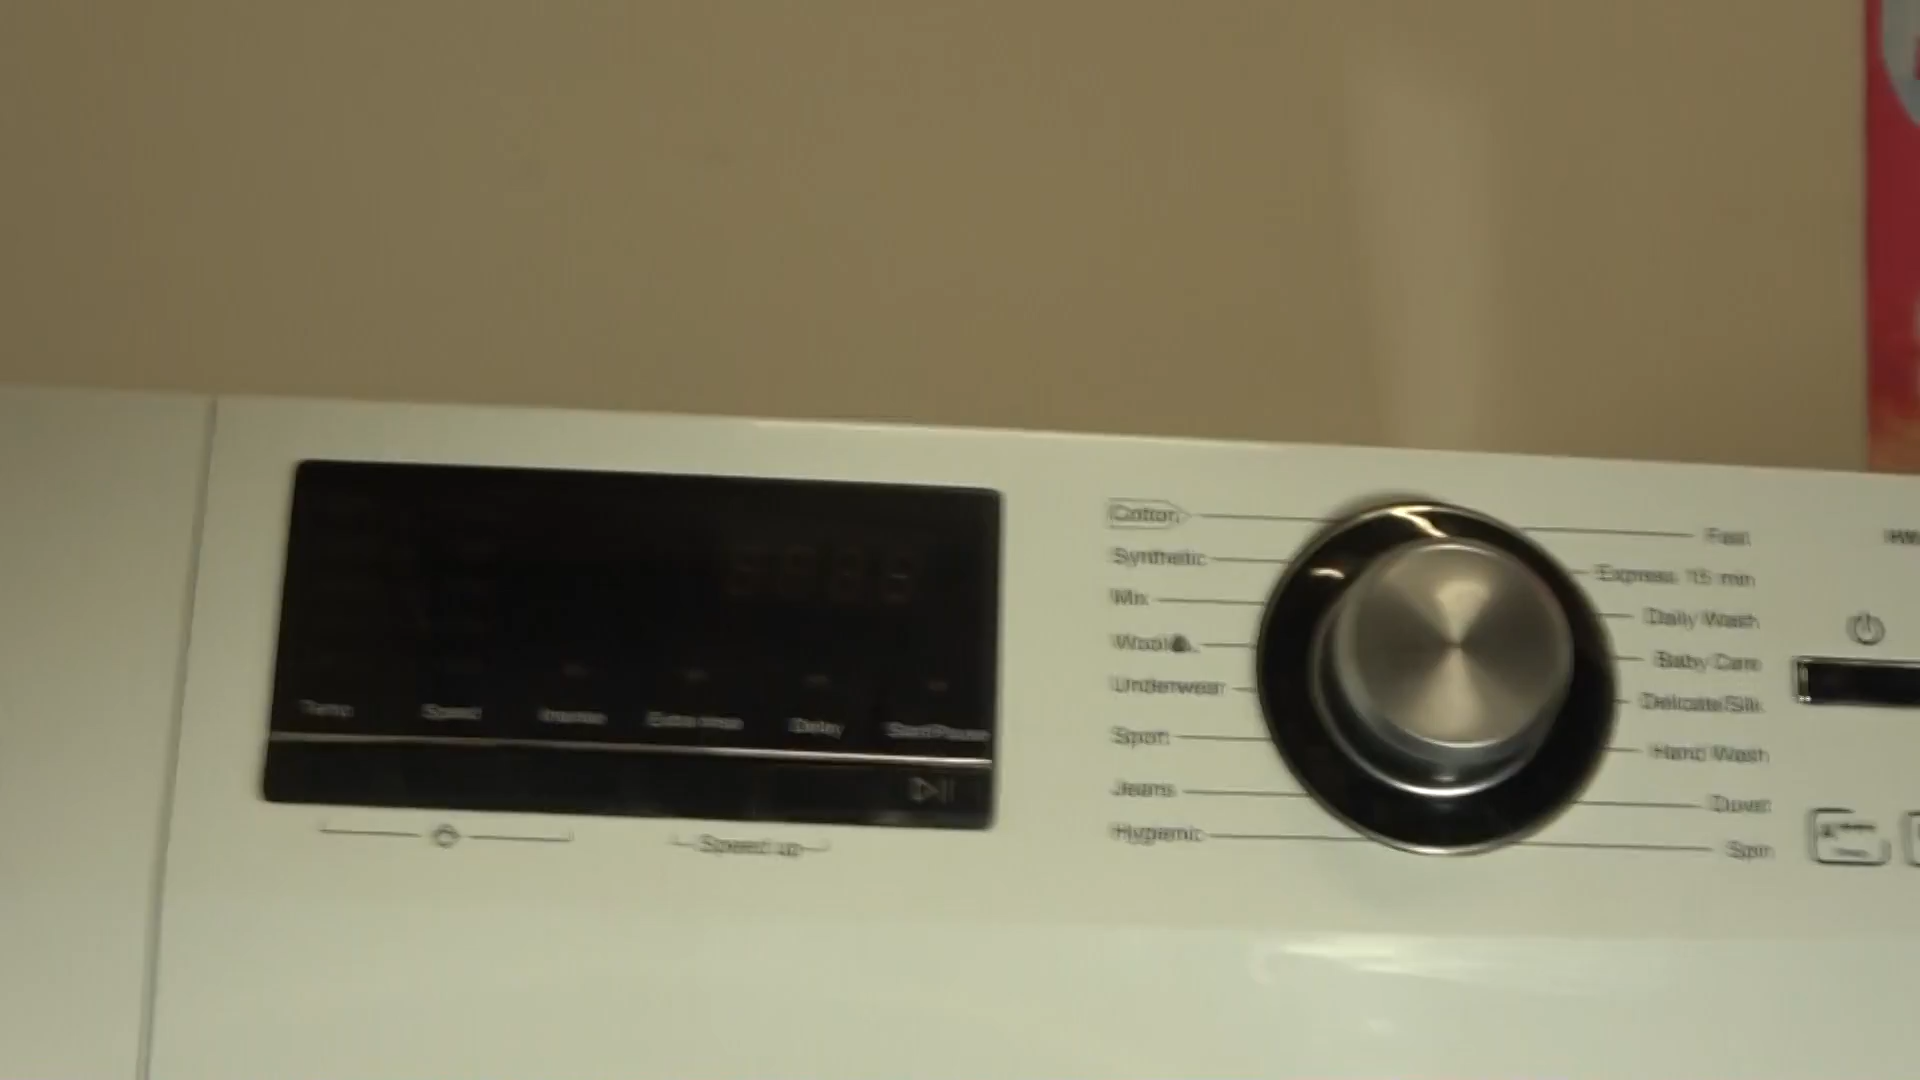 Temp Speed Intensive Extra rinse Delay Start/Pause
Speed up
Cotton
Synthetic
Mix
Wool
Underwear
Sport
Jeans
Hygienic
Fast
Express 15 min
Daily Wash
Baby Care
Delicate/Silk
Hand Wash
Duvet
Spin